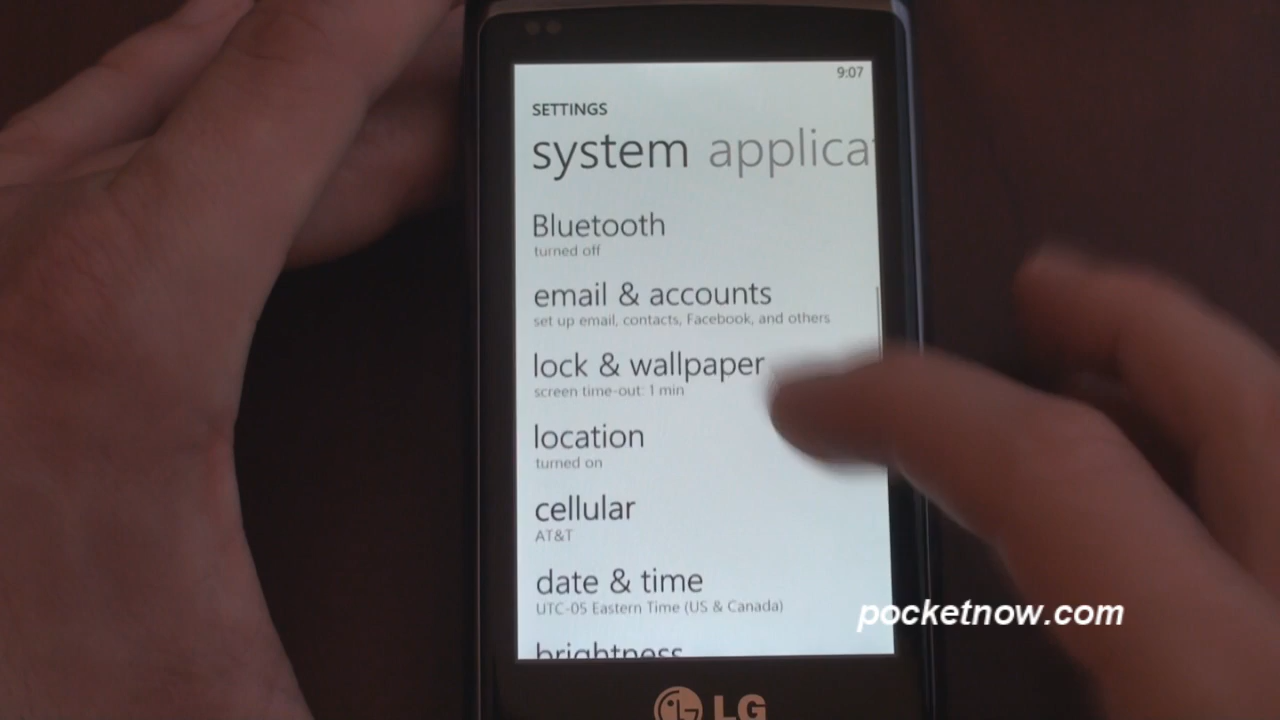 9:07
SETTINGS
system applica
Bluetooth
turned off
email & accounts
set up email, contacts, Facebook, and others
lock & wallpaper
screen time-out: 1 min
location
turned on
cellular
AT&T
date & time
UTC-05 Eastern Time (US & Canada)
brightness
pocketnow.com
LG